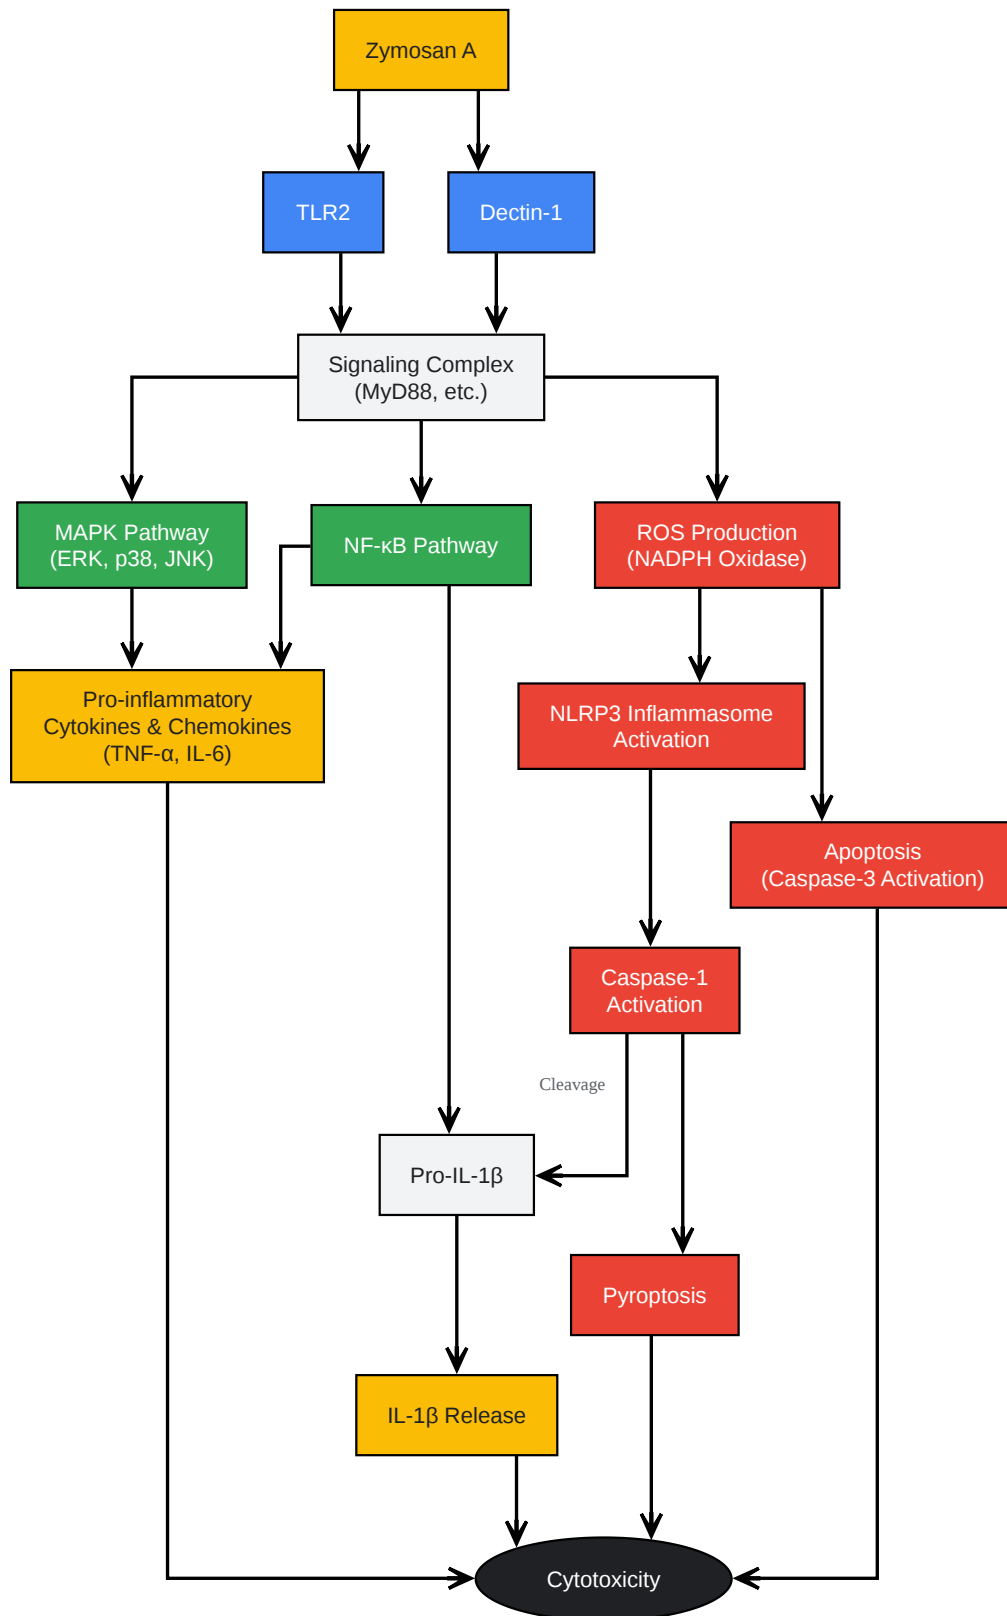 Zymosan A
TLR2
Dectin-1
Signaling Complex
(MyD88, etc.)
MAPK Pathway
(ERK, p38, JNK)
NF-κB Pathway
ROS Production
(NADPH Oxidase)
Pro-inflammatory
Cytokines & Chemokines
(TNF-α, IL-6)
NLRP3 Inflammasome
Activation
Apoptosis
(Caspase-3 Activation)
Caspase-1
Activation
Cleavage
Pro-IL-1β
Pyroptosis
IL-1β Release
Cytotoxicity